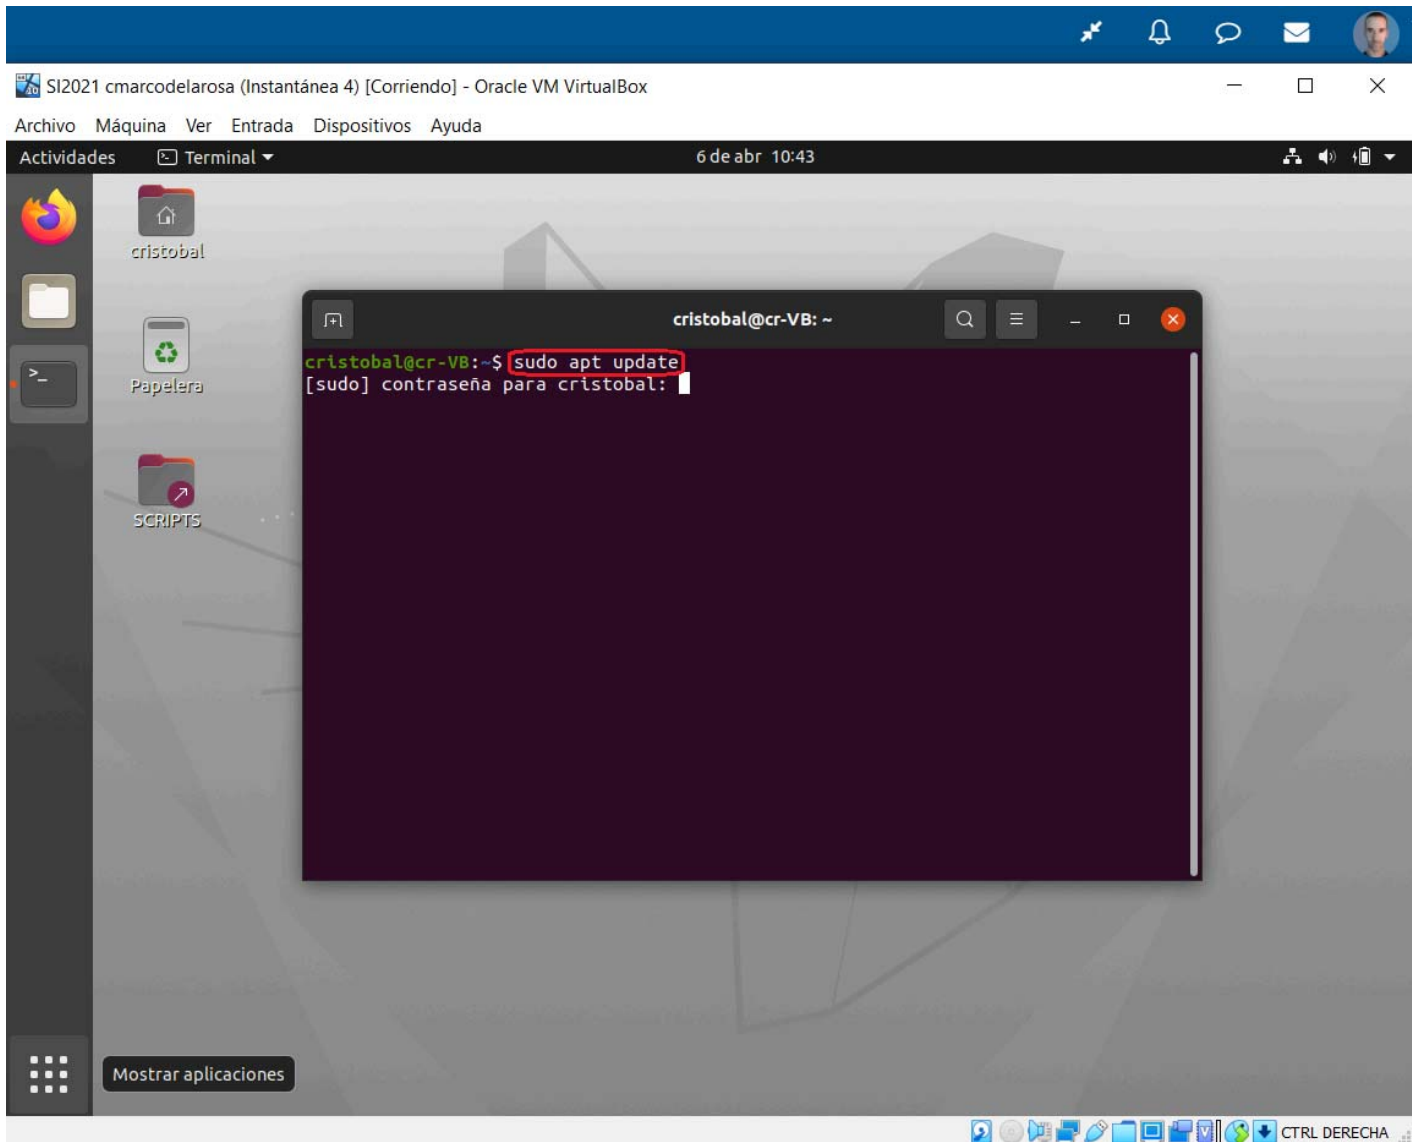 SI2021 cmarcodelarosa (Instantánea 4) [Corriendo] - Oracle VM VirtualBox
Archivo Máquina Ver Entrada Dispositivos Ayuda
Actividades Terminal 6 de abr 10:43
cristobal
cristobal@cr-VB: ~
cristobal@cr-VB:~$ sudo apt update
[sudo] contraseña para cristobal:
Papelera
SCRIPTS
Mostrar aplicaciones
CTRL DERECHA